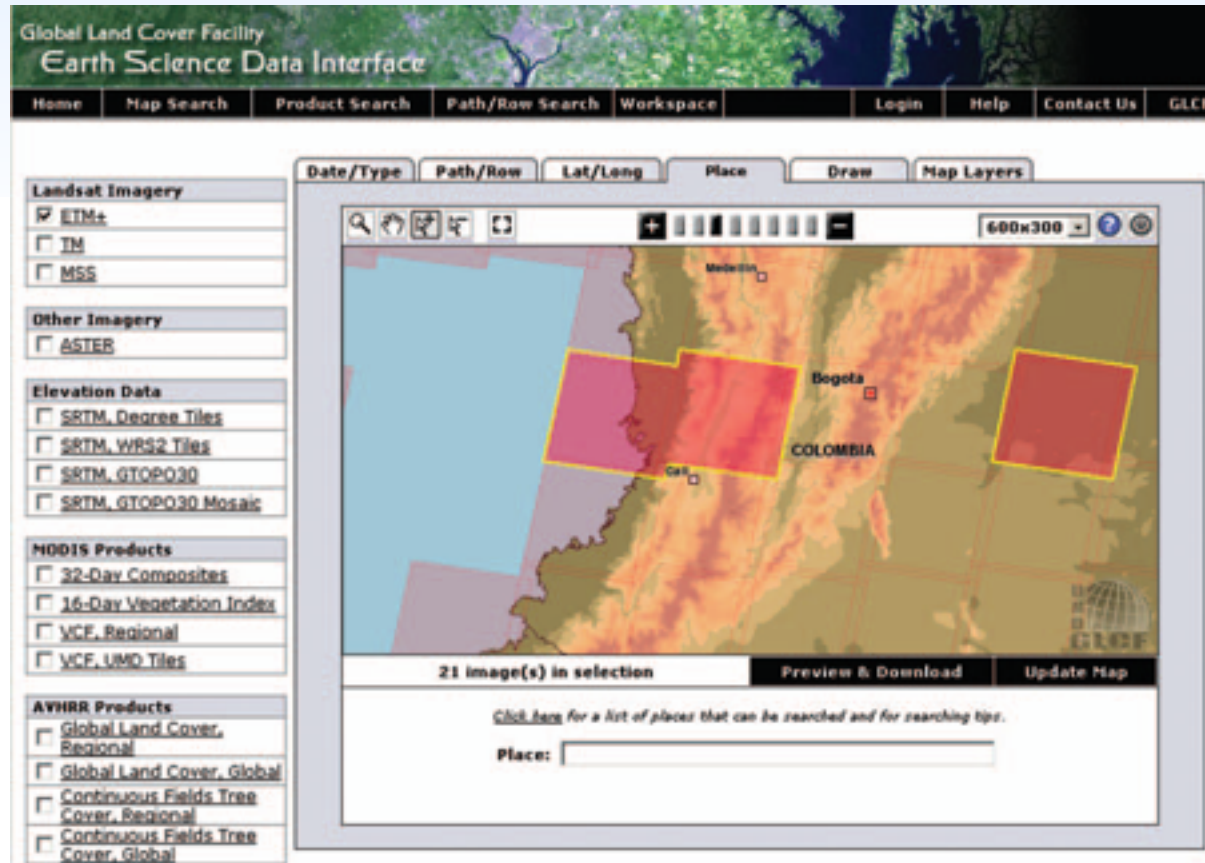 Global Land Cover Facility
Earth Science Data Interface
Home Map Search Product Search Path/Row Search Workspace Login Help Contact Us
Date/Type Path/Row Lat/Long Place Draw Map Layers
Landsat Imagery
ETM+
TM
MSS
Other Imagery
ASTER
Elevation Data
SRTM, Degree Tiles
SRTM, WRS2 Tiles
SRTM, GTOPO30
SRTM, GTOPO30 Mosaic
MODIS Products
32-Day Composites
16-Day Vegetation Index
VCF, Regional
VCF, UMD Tiles
AVHRR Products
Global Land Cover,
Regional
Global Land Cover, Global
Continuous Fields Tree
Cover, Regional
Continuous Fields Tree
Cover, Global
600x300
Medellin
Bogota
COLOMBIA
Cali
GLCF
21 image(s) in selection Preview & Download Update Map
Click here for a list of places that can be searched and for searching tips.
Place: